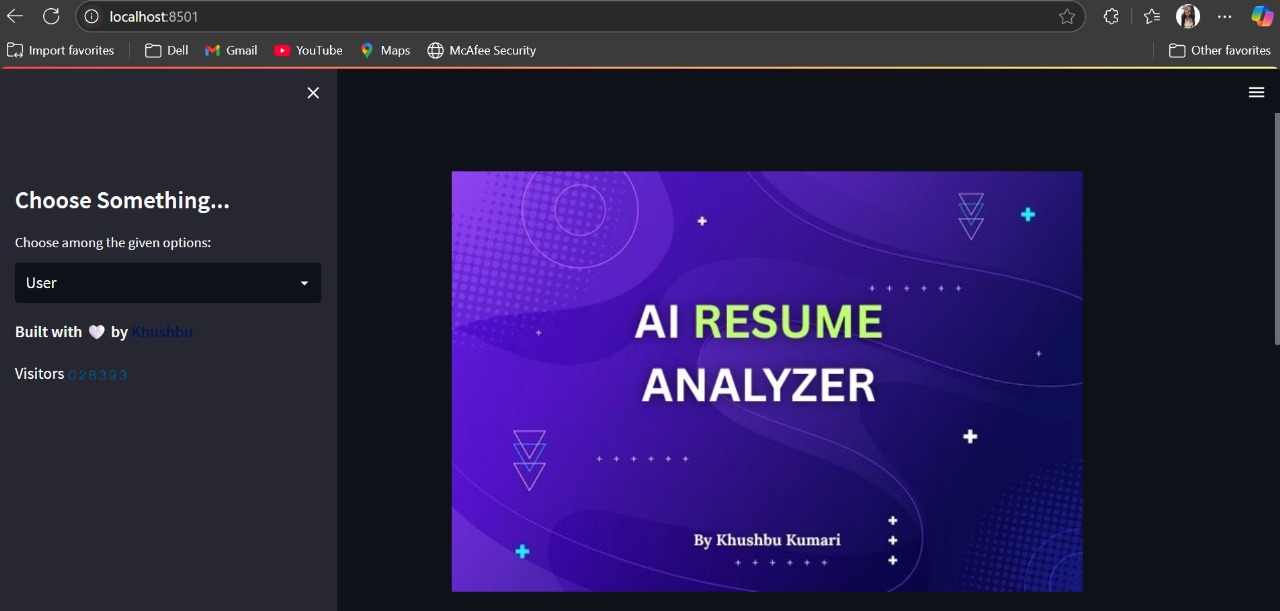 localhost:8501
Import favorites Dell Gmail YouTube Maps McAfee Security Other favorites
Choose Something...
Choose among the given options:
User
Built with 🤍 by Khushbu
Visitors 028393
AI RESUME
ANALYZER
By Khushbu Kumari